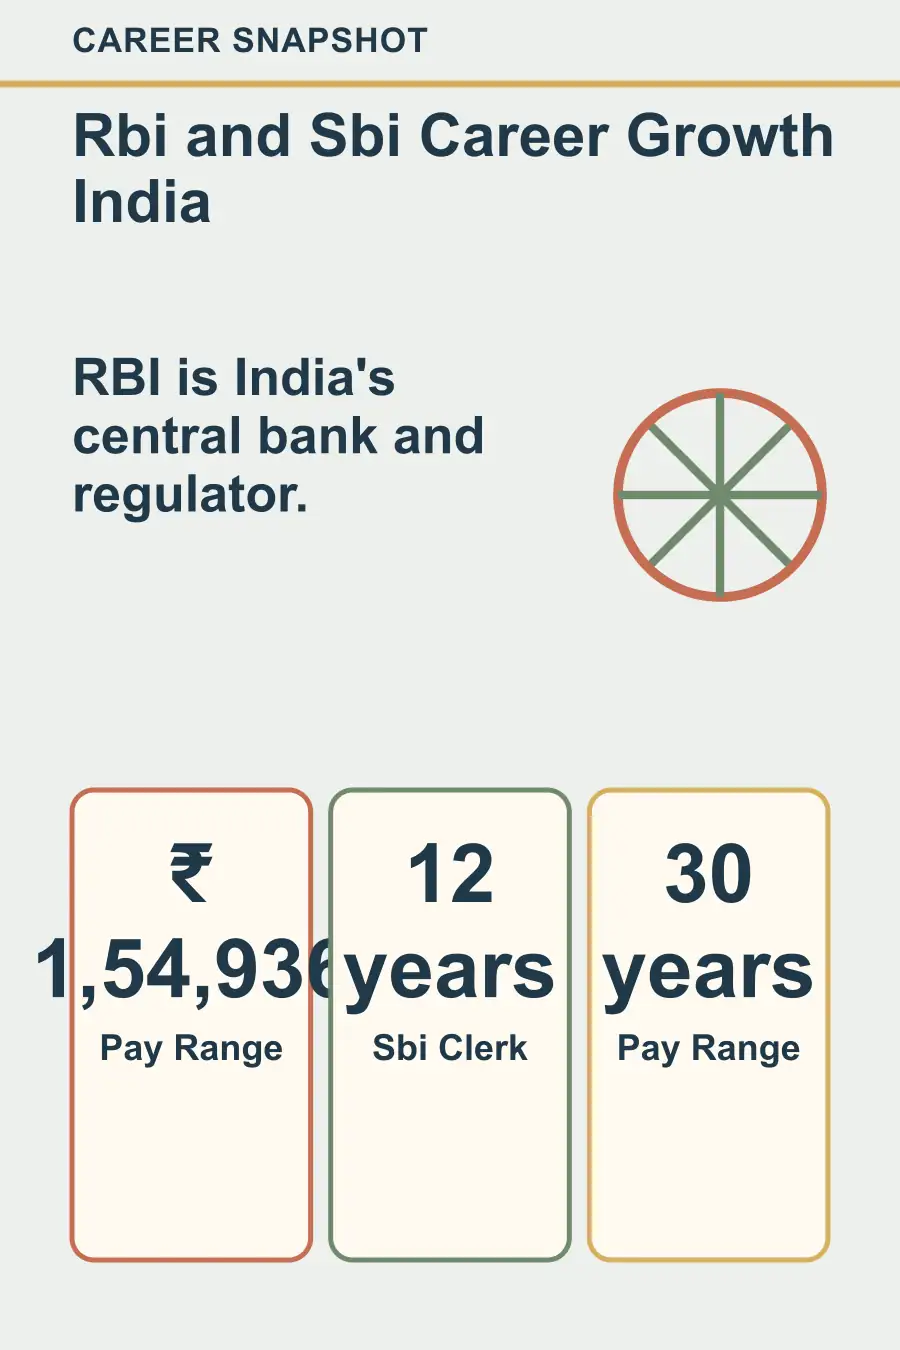 CAREER SNAPSHOT
Rbi and Sbi Career Growth
India
RBI is India's
central bank and
regulator.
₹
1,54,936
Pay Range
12
years
Sbi Clerk
30
years
Pay Range